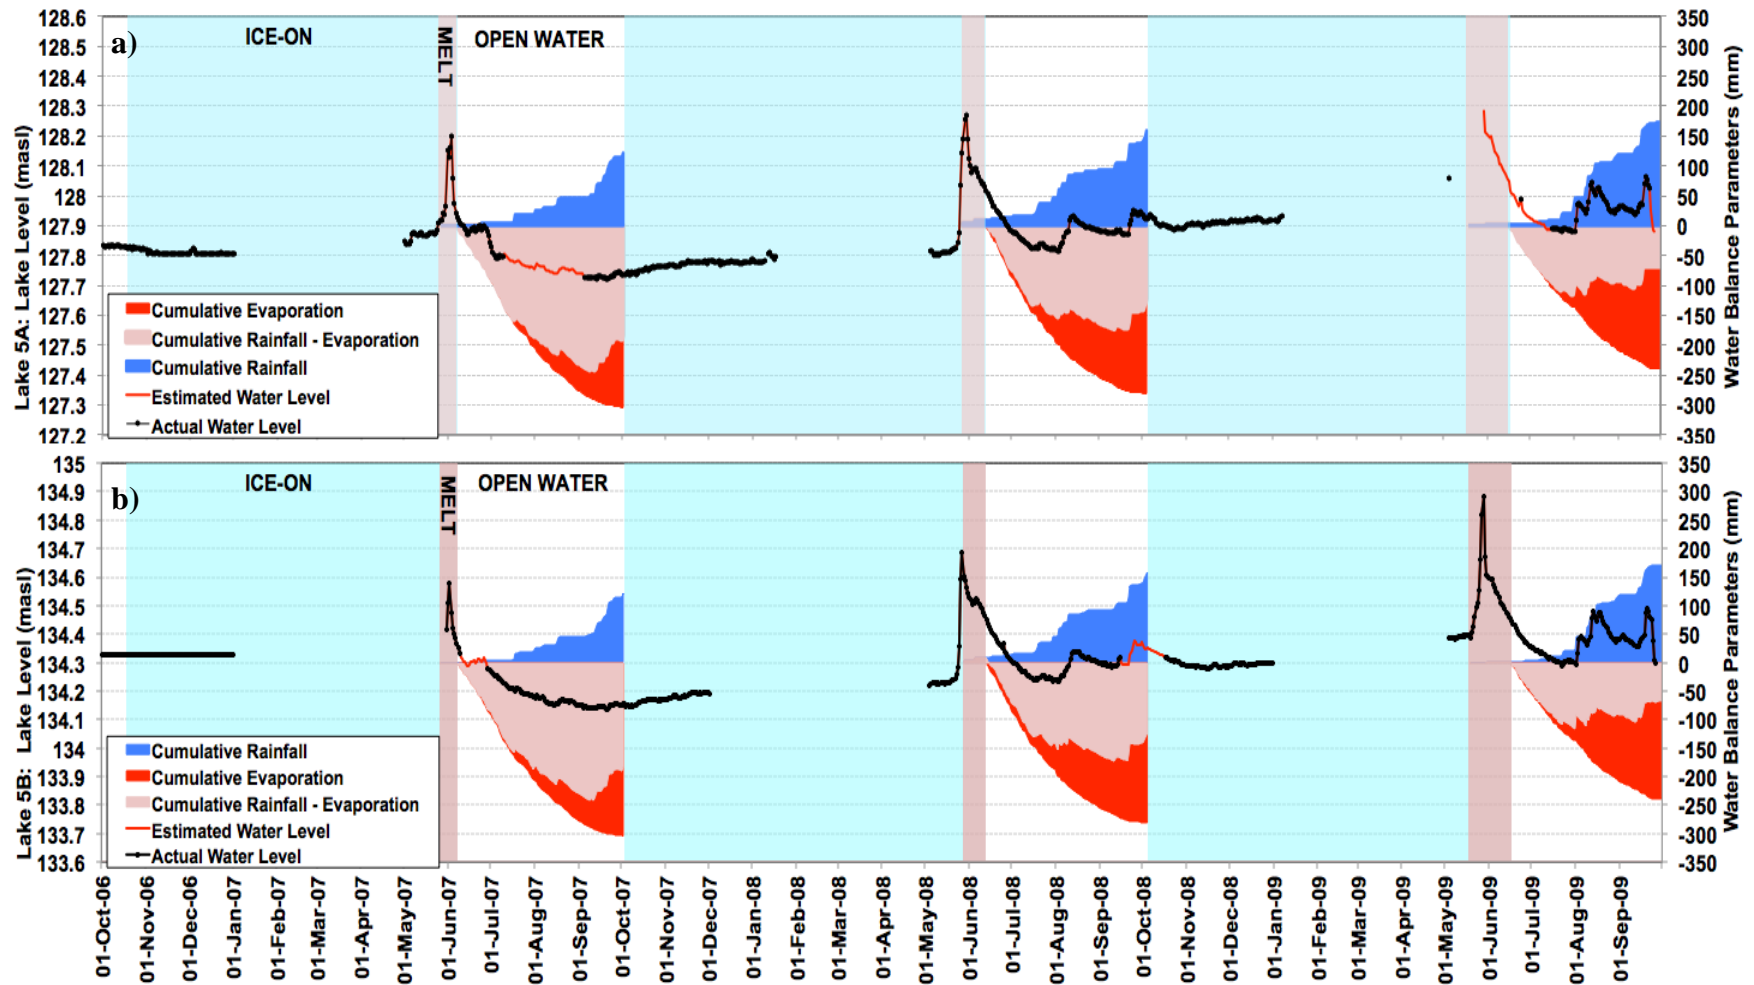 a)
ICE-ON
MELT
OPEN WATER
Lake 5A: Lake Level (masl)
128.6
128.5
128.4
128.3
128.2
128.1
128
127.9
127.8
127.7
127.6
127.5
127.4
127.3
127.2
Cumulative Evaporation
Cumulative Rainfall - Evaporation
Cumulative Rainfall
Estimated Water Level
Actual Water Level
350
300
250
200
150
100
50
0
-50
-100
-150
-200
-250
-300
-350
Water Balance Parameters (mm)
b)
ICE-ON
MELT
OPEN WATER
Lake 5B: Lake Level (masl)
135
134.9
134.8
134.7
134.6
134.5
134.4
134.3
134.2
134.1
134
133.9
133.8
133.7
133.6
Cumulative Rainfall
Cumulative Evaporation
Cumulative Rainfall - Evaporation
Estimated Water Level
Actual Water Level
350
300
250
200
150
100
50
0
-50
-100
-150
-200
-250
-300
-350
Water Balance Parameters (mm)
01-Oct-06
01-Nov-06
01-Dec-06
01-Jan-07
01-Feb-07
01-Mar-07
01-Apr-07
01-May-07
01-Jun-07
01-Jul-07
01-Aug-07
01-Sep-07
01-Oct-07
01-Nov-07
01-Dec-07
01-Jan-08
01-Feb-08
01-Mar-08
01-Apr-08
01-May-08
01-Jun-08
01-Jul-08
01-Aug-08
01-Sep-08
01-Oct-08
01-Nov-08
01-Dec-08
01-Jan-09
01-Feb-09
01-Mar-09
01-Apr-09
01-May-09
01-Jun-09
01-Jul-09
01-Aug-09
01-Sep-09